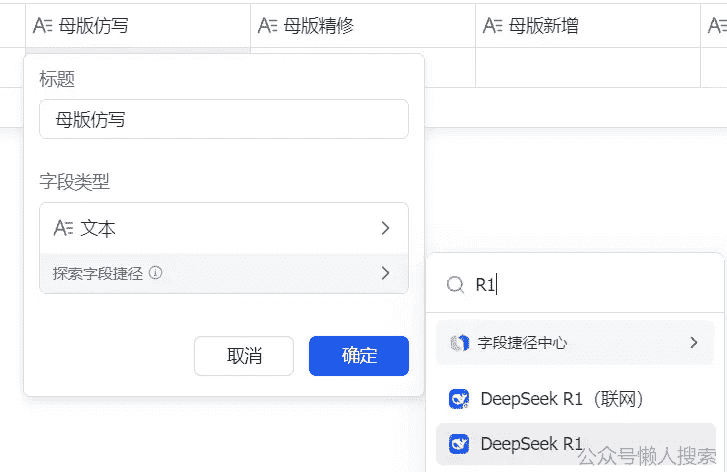 母版仿写 母版精修 母版新增
标题
母版仿写
字段类型
文本
探索字段捷径
取消 确定
R1
字段捷径中心
DeepSeek R1（联网）
DeepSeek R1
公众号懒人搜索